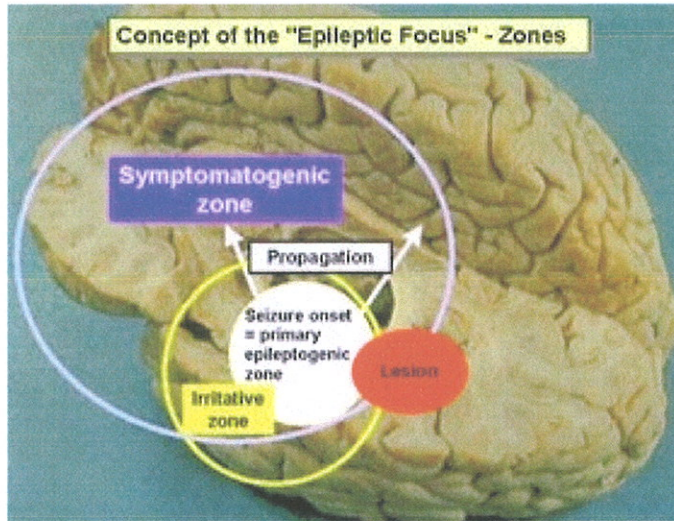 Concept of the "Epileptic Focus" - Zones
Symptomatogenic
zone
Propagation
Seizure onset
= primary
epileptogenic
zone
Lesion
Irritative
zone